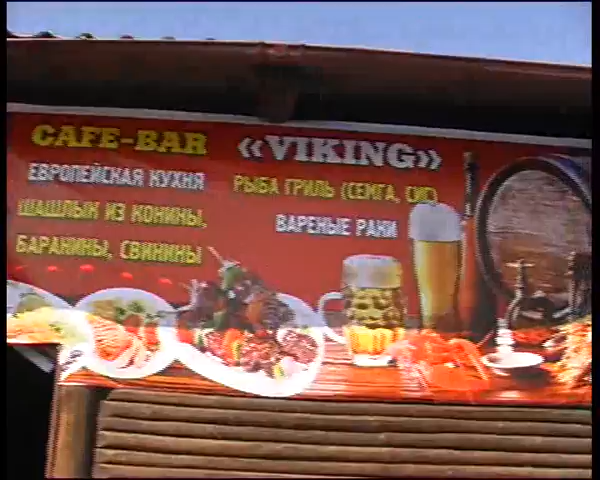 CAFE-BAR «VIKING»
ЕВРОПЕЙСКАЯ КУХНЯ
ШАШЛЫК ИЗ КОНИНЫ,
БАРАНИНЫ, СВИНИНЫ
РЫБА ГРИЛЬ (СЕМГА, СИГ)
ВАРЕНЫЕ РАКИ